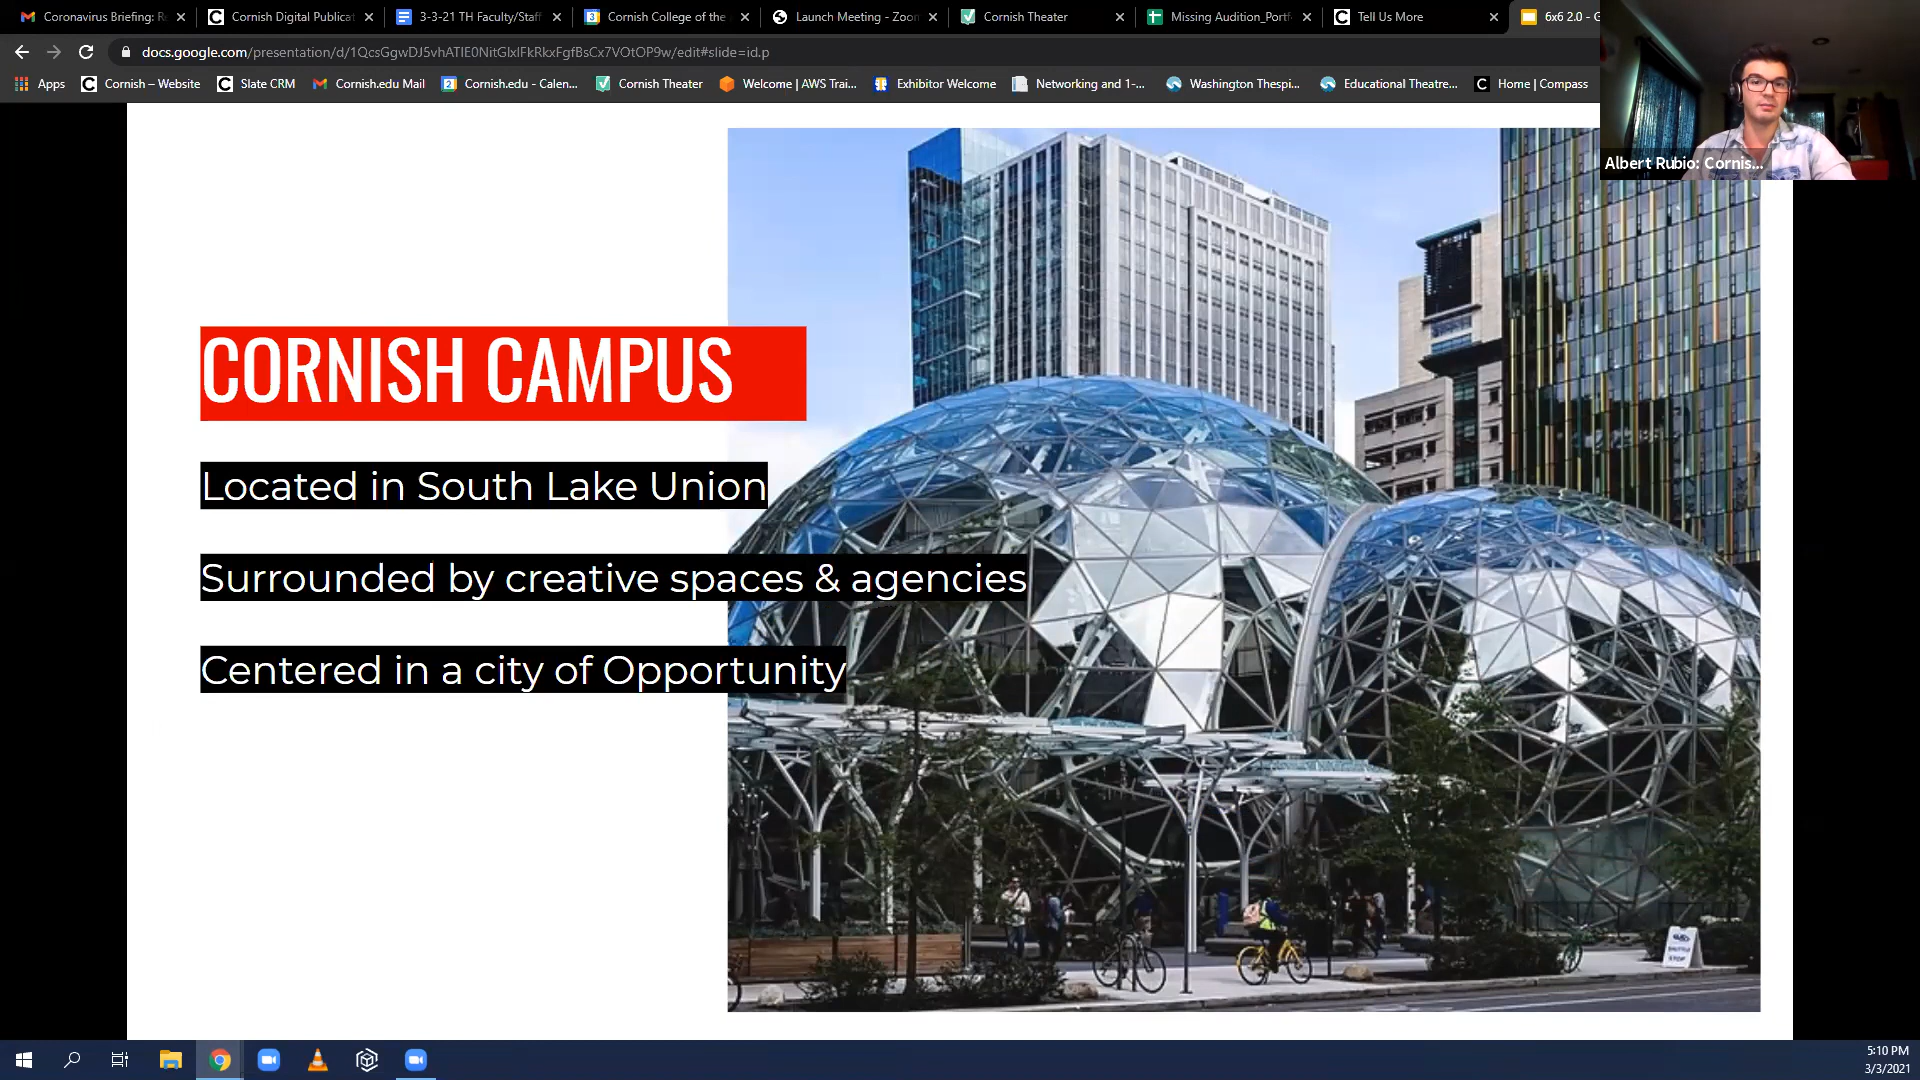 Coronavirus Briefing: R
Cornish Digital Publicat
3-3-21 TH Faculty/Staff
Cornish College of the
Launch Meeting - Zoo
Cornish Theater
Missing Audition_Portf
Tell Us More
6x6 2.0 - G
docs.google.com/presentation/d/1QcsGgwDJ5vhATIE0NitGlxlFkRkxFgfBsCx7VOtOP9w/edit#slide=id.p
Apps
Cornish – Website
Slate CRM
Cornish.edu Mail
Cornish.edu - Calen...
Cornish Theater
Welcome | AWS Trai...
Exhibitor Welcome
Networking and 1-...
Washington Thespi...
Educational Theatre...
Home | Compass
Albert Rubio: Cornis...
CORNISH CAMPUS
Located in South Lake Union
Surrounded by creative spaces & agencies
Centered in a city of Opportunity
SHUTTLE
STOP
5:10 PM
3/3/2021